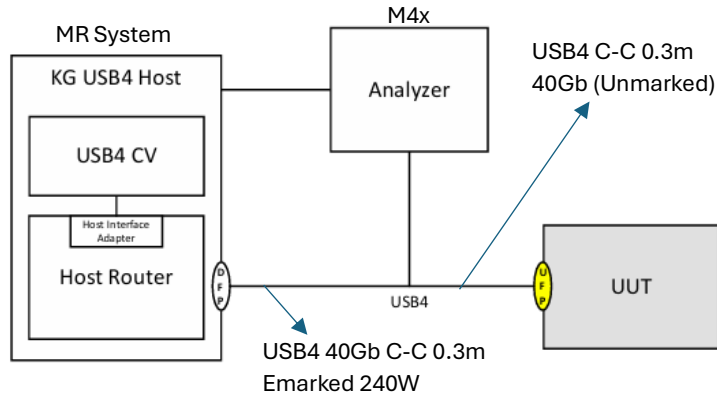 MR System
M4x
USB4 C-C 0.3m
40Gb (Unmarked)
KG USB4 Host
Analyzer
USB4 CV
Host Interface
Adapter
Host Router
DFP
USB4
UFP
UUT
USB4 40Gb C-C 0.3m
Emarked 240W